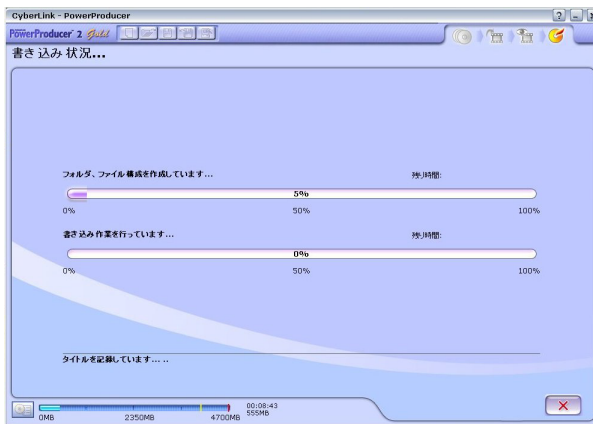 CyberLink - PowerProducer
PowerProducer 2 Gold
書き込み状況...
フォルダ、ファイル構成を作成しています... 残り時間:
5%
0% 50% 100%
書き込み作業を行っています... 残り時間:
0%
0% 50% 100%
タイトルを記録しています.....
00:08:43
555MB
0MB 2350MB 4700MB